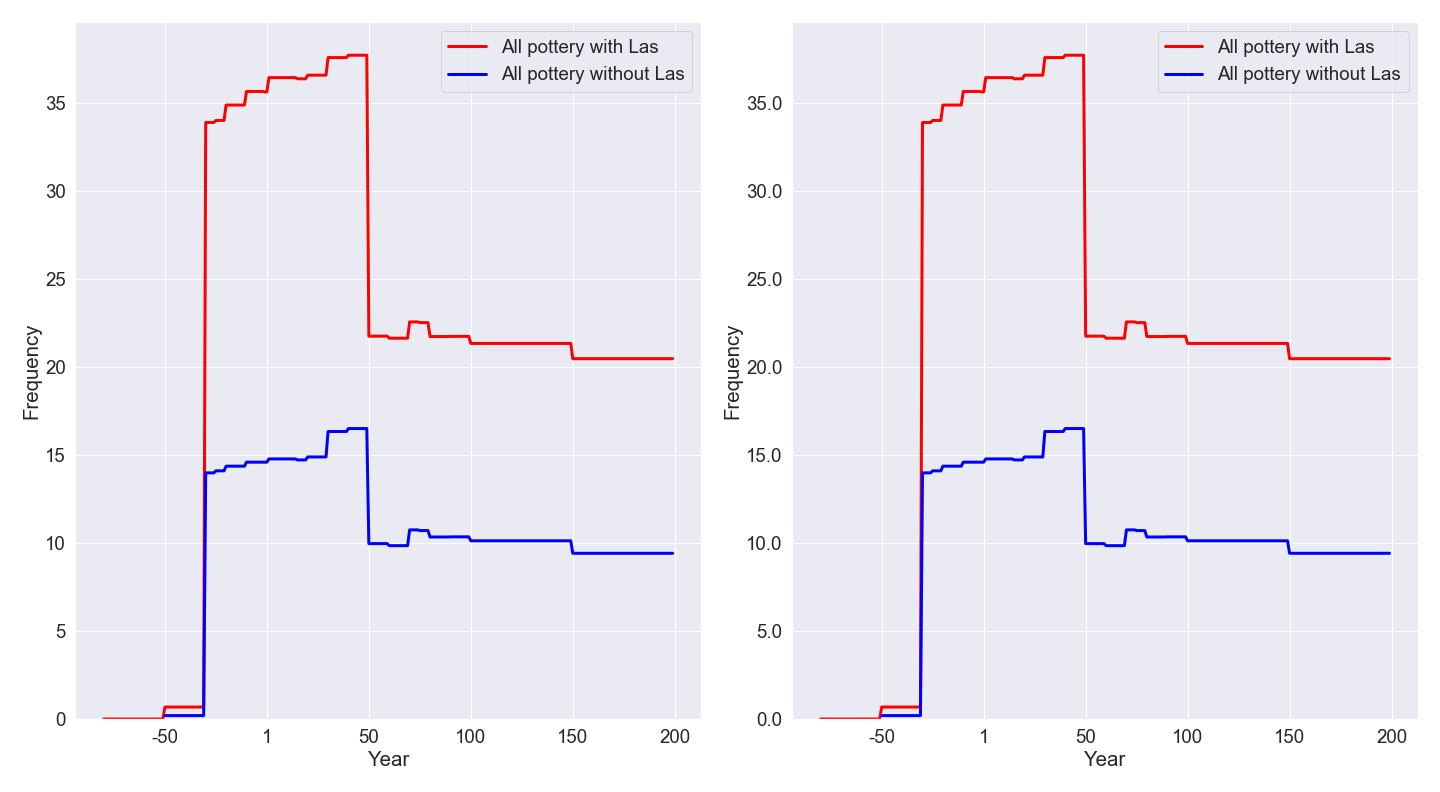 All pottery with Las
All pottery without Las
35
30
25
20
15
10
5
0
Frequency
-50 1 50 100 150 200
Year
All pottery with Las
All pottery without Las
35.0
30.0
25.0
20.0
15.0
10.0
5.0
0.0
Frequency
-50 1 50 100 150 200
Year